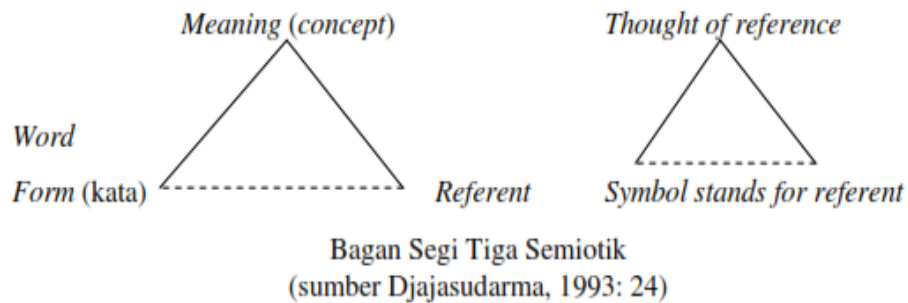 Meaning (concept)
Thought of reference
Word
Form (kata)
Referent
Symbol stands for referent
Bagan Segi Tiga Semiotik
(sumber Djajasudarma, 1993: 24)